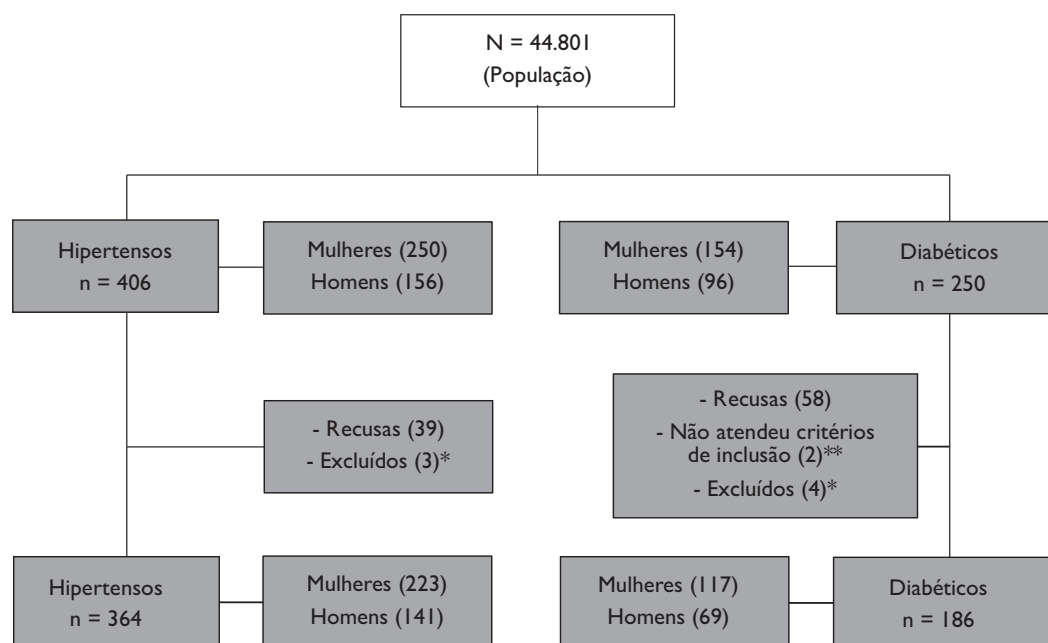 N = 44.801
(População)
Hipertensos
n = 406
Mulheres (250)
Homens (156)
Mulheres (154)
Homens (96)
Diabéticos
n = 250
- Recusas (39)
- Excluídos (3)*
- Recusas (58)
- Não atendeu critérios
de inclusão (2)**
- Excluídos (4)*
Hipertensos
n = 364
Mulheres (223)
Homens (141)
Mulheres (117)
Homens (69)
Diabéticos
n = 186